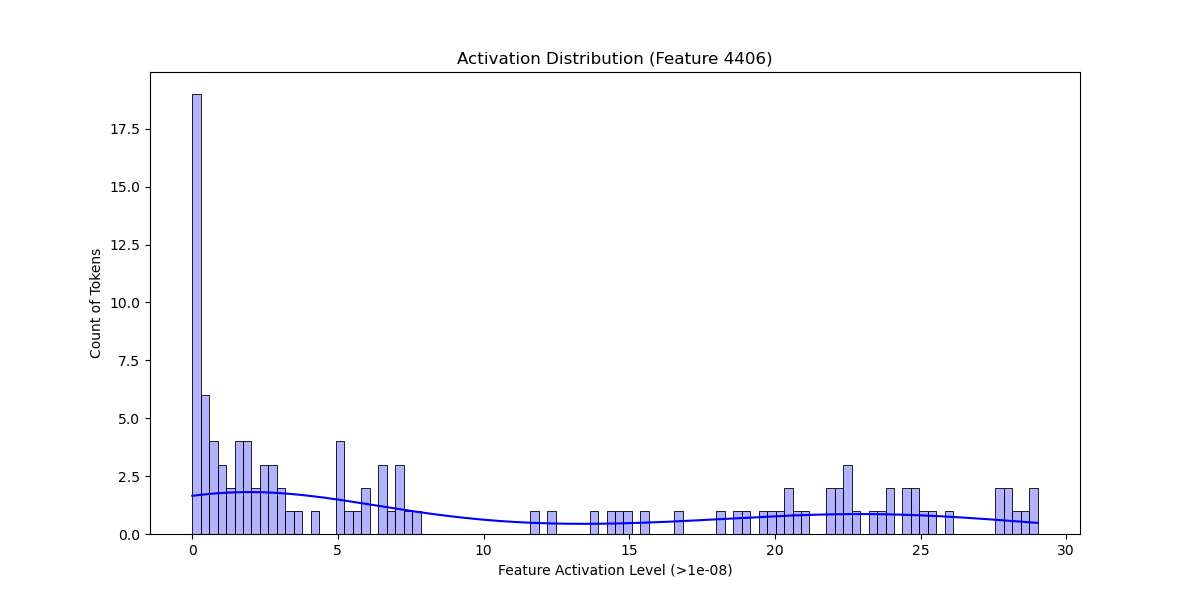 Activation Distribution (Feature 4406)
17.5
15.0
12.5
10.0
7.5
5.0
2.5
0.0
Count of Tokens
0 5 10 15 20 25 30
Feature Activation Level (>1e-08)